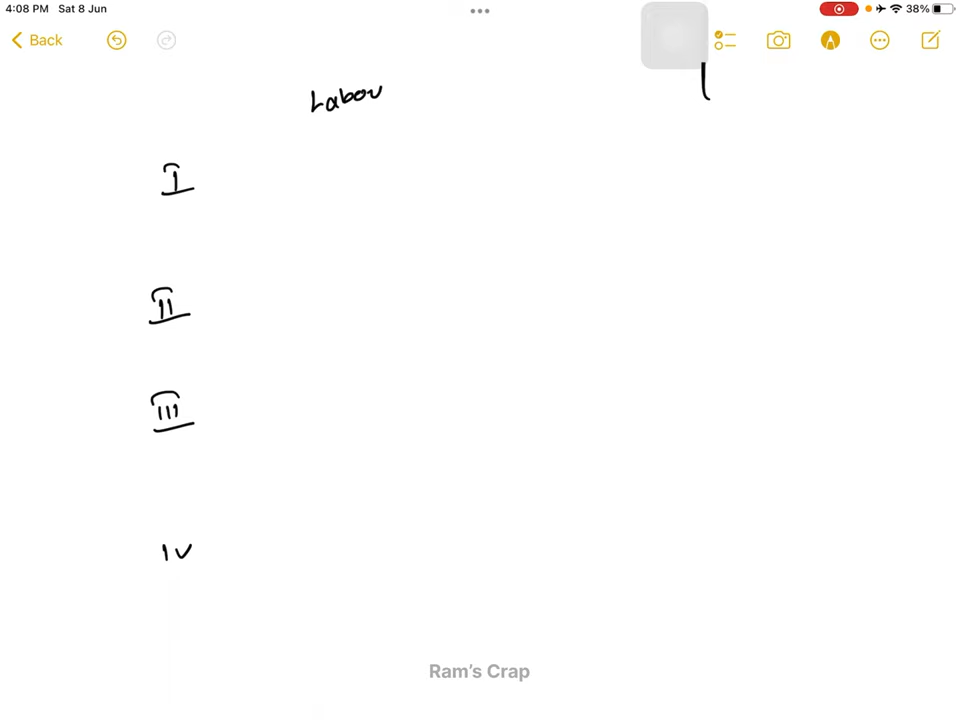 4:08 PM Sat 8 Jun
38%
Back
Labou
I
II
III
IV
Ram's Crap